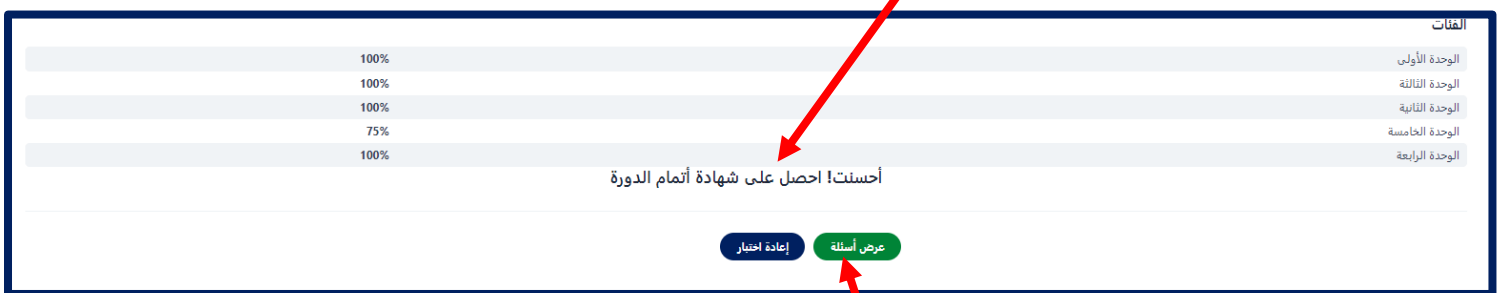 الفئات
الوحدة الأولى 100%
الوحدة الثالثة 100%
الوحدة الثانية 100%
الوحدة الخامسة 75%
الوحدة الرابعة 100%
أحسنت! احصل على شهادة أتمام الدورة
عرض أسئلة إعادة اختبار